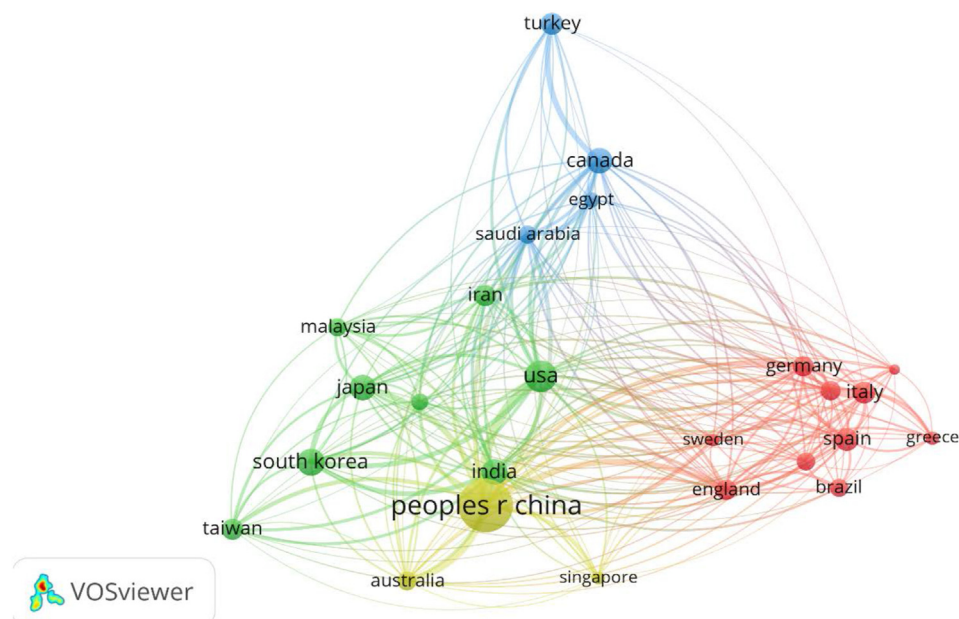 turkey
canada
egypt
saudi arabia
iran
malaysia
germany
usa
japan
italy
sweden
spain
greece
south korea
india
england
brazil
peoples r china
taiwan
australia
singapore
VOSviewer